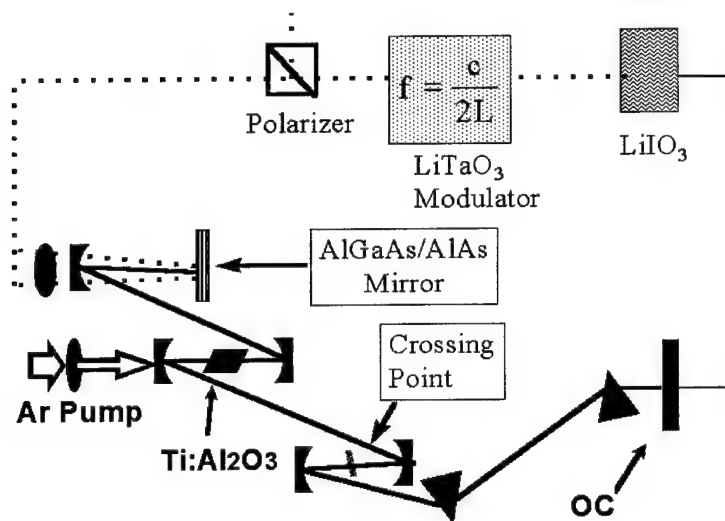 Polarizer
f = c/2L
LiTaO₃
Modulator
LiIO₃
AlGaAs/AlAs
Mirror
Crossing
Point
Ar Pump
Ti:Al₂O₃
OC